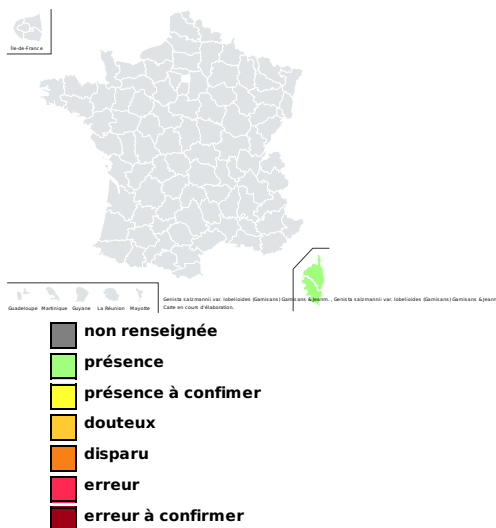 Île-de-France
Guadeloupe Martinique Guyane La Réunion Mayotte
Genista salzmannii var. lobelioides (Gamisans) Gamisans & Jeanm. , Genista salzmannii var. lobelioides (Gamisans) Gamisans & Jeanm
Carte en cours d'élaboration.
non renseignée
présence
présence à confimer
douteux
disparu
erreur
erreur à confirmer